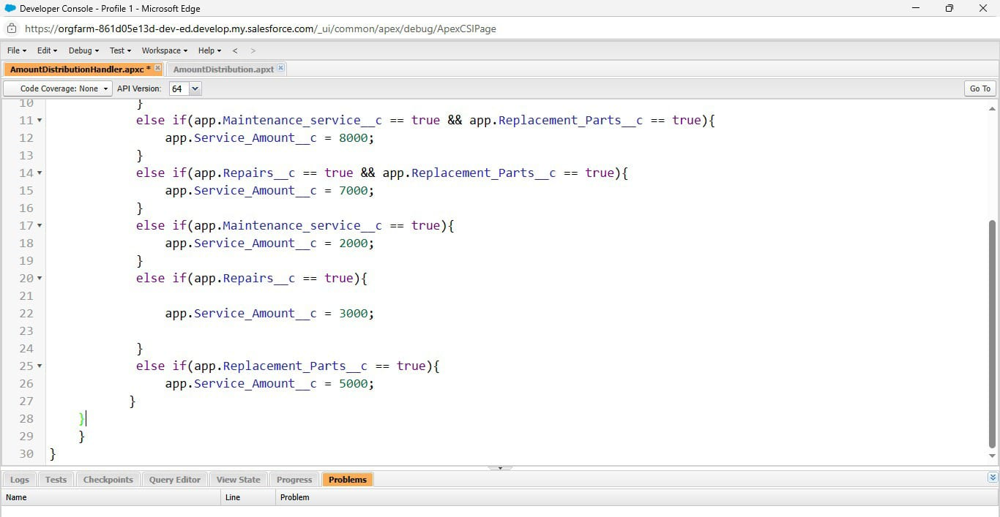 Developer Console - Profile 1 - Microsoft Edge
https://orgfarm-861d05e13d-dev-ed.develop.my.salesforce.com/_ui/common/apex/debug/ApexCSIPage
File Edit Debug Test Workspace Help < >
AmountDistributionHandler.apxc * AmountDistribution.apxt
Code Coverage: None API Version: 64 Go To
10 }
11 else if(app.Maintenance_service__c == true && app.Replacement_Parts__c == true){
12 app.Service_Amount__c = 8000;
13 }
14 else if(app.Repairs__c == true && app.Replacement_Parts__c == true){
15 app.Service_Amount__c = 7000;
16 }
17 else if(app.Maintenance_service__c == true){
18 app.Service_Amount__c = 2000;
19 }
20 else if(app.Repairs__c == true){
21
22 app.Service_Amount__c = 3000;
23
24 }
25 else if(app.Replacement_Parts__c == true){
26 app.Service_Amount__c = 5000;
27 }
28 }
29 }
30 }
Logs Tests Checkpoints Query Editor View State Progress Problems
Name Line Problem